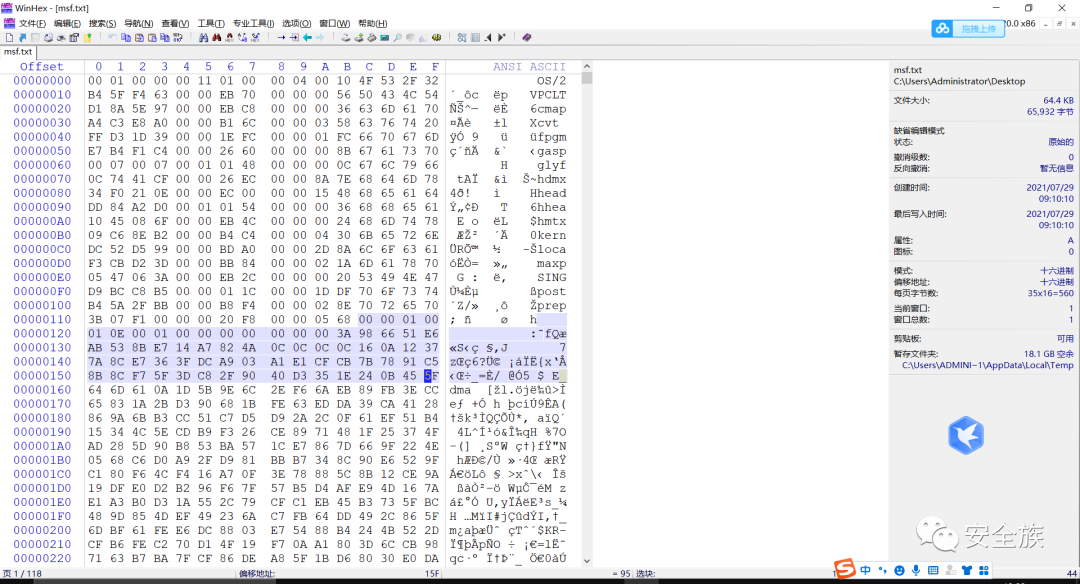 WinHex - [msf.txt]
文件(F) 编辑(E) 搜索(S) 导航(N) 查看(V) 工具(T) 专业工具(I) 选项(O) 窗口(W) 帮助(H)
20.0 x86
拖拽上传
msf.txt
Offset 0 1 2 3 4 5 6 7 8 9 A B C D E F ANSI ASCII
00000000 00 01 00 00 00 11 01 00 00 04 00 10 4F 53 2F 32 OS/2
00000010 B4 5F F4 63 00 00 EB 70 00 00 00 56 50 43 4C 54 ´_ôc ëp VPCLT
00000020 D1 8A 5E 97 00 00 EB C8 00 00 00 36 63 6D 61 70 ÑŠ^— ëÈ 6cmap
00000030 A4 C3 E8 A0 00 00 B1 6C 00 00 03 58 63 76 74 20 ¤Ãè ±l Xcvt
00000040 FF D3 1D 39 00 00 1E FC 00 00 01 FC 66 70 67 6D ÿÓ 9 ü üfpgm
00000050 E7 B4 F1 C4 00 00 26 60 00 00 00 8B 67 61 73 70 ç´ñÄ &` ‹gasp
00000060 00 07 00 07 00 01 01 48 00 00 00 0C 67 6C 79 66 H glyf
00000070 0C 74 41 CF 00 00 26 EC 00 00 8A 7E 68 64 6D 78 tAÏ &ì Š~hdmx
00000080 34 F0 21 0E 00 00 EC 00 00 00 15 48 68 65 61 64 4ð! ì Hhead
00000090 DD 84 A2 D0 00 01 01 54 00 00 00 36 68 68 65 61 Ý„¢Ð T 6hhea
000000A0 10 45 08 6F 00 00 EB 4C 00 00 00 24 68 6D 74 78 E o ëL $hmtx
000000B0 09 C6 8E B2 00 00 B4 C4 00 00 04 30 6B 65 72 6E ÆŽ² ´Ä 0kern
000000C0 DC 52 D5 99 00 00 BD A0 00 00 2D 8A 6C 6F 63 61 ÜRÕ™ ½ -Šloca
000000D0 F3 CB D2 3D 00 00 BB 84 00 00 02 1A 6D 61 78 70 óËÒ= »„ maxp
000000E0 05 47 06 3A 00 00 EB 2C 00 00 00 20 53 49 4E 47 G : ë, SING
000000F0 D9 BC C8 B5 00 00 01 1C 00 00 1D DF 70 6F 73 74 Ù¼Èµ ßpost
00000100 B4 5A 2F BB 00 00 B8 F4 00 00 02 8E 70 72 65 70 ´Z/» ¸ô Žprep
00000110 3B 07 F1 00 00 00 20 F8 00 00 05 68 00 00 01 00 ; ñ ø h
00000120 01 0E 00 01 00 00 00 00 00 00 00 3A 98 66 51 E6 :˜fQæ
00000130 AB 53 8B E7 14 A7 82 4A 0C 0C 0C 0C 16 0A 12 37 «S‹ç §‚J 7
00000140 7A 8C E7 36 3F DC A9 03 A1 E1 CF CB 7B 78 91 C5 zŒç6?Ü© ¡áÏË{x‘Å
00000150 8B 8C F7 5F 3D C8 2F 90 40 D3 35 1E 24 0B 45 5F ‹Œ÷_=È/ @Ó5 $ E_
00000160 64 6D 61 0A 1D 5B 9E 6C 2E F6 6A EB 89 FB 3E CC dma [žl.öjë‰û>Ì
00000170 65 83 1A 2B D3 90 68 1B FE 63 ED DA 39 CA 41 28 eƒ +Ó h þcíÚ9ÊA(
00000180 86 9A 6B B3 CC 51 C7 D5 D9 2A 2C 0F 61 EF 51 B4 †šk³ÌQÇÕÙ*, aïQ´
00000190 15 34 4C 5E CD B9 F3 26 CE 89 71 48 1F 25 37 4F 4L^Í¹ó&Î‰qH %7O
000001A0 AD 28 5D 90 B8 53 BA 57 1C E7 86 7D 66 9F 22 4E -(] ¸SºW ç†}fŸ"N
000001B0 05 68 C6 D0 A9 2F D9 81 BB B7 34 8C 90 E6 52 9F hÆÐ©/Ù »·4Œ æRŸ
000001C0 C1 80 F6 4C F4 16 A7 0F 3E 78 88 5C 8B 12 CE 9A Á€öLô § >xˆ\‹ Îš
000001D0 19 DF E0 D2 B2 96 F6 7F 57 B5 D4 AF E9 4D 16 7A ßàÒ²–ö WµÔ¯éM z
000001E0 E1 A3 B0 D3 1A 55 2C 79 CF C1 EB 45 B3 73 5F BC á£°Ó U,yÏÁëE³s_¼
000001F0 48 9D 85 4D EF 49 23 6A C7 FB 64 DD 49 2C 86 5F H …MïI#jÇûdÝI,†_
00000200 6D BF 61 FE E6 DC 88 03 E7 54 88 B4 24 4B 52 2D m¿aþæÜˆ çTˆ´$KR-
00000210 CF B6 FE C2 70 D1 4F 19 F7 0A A1 80 3D 6C CB 98 Ï¶þÂpÑO ÷ ¡€=lË˜
00000220 71 63 B7 BA 7F CF 86 DE A8 85 5F 1B D6 80 30 E0 DA qc·º Ï†Þ¨…_ Ö€0àÚ
msf.txt
C:\Users\Administrator\Desktop
文件大小: 64.4 KB
65,932 字节
缺省编辑模式
状态: 原始的
撤消级数: 0
反向撤消: 暂无信息
创建时间: 2021/07/29
09:10:10
最后写入时间: 2021/07/29
09:10:10
属性: A
图标: 0
模式: 十六进制
偏移地址: 十六进制
每页字节数: 35x16=560
当前窗口: 1
窗口总数: 1
剪贴板: 可用
暂存文件夹: 18.1 GB 空余
C:\Users\ADMINI~1\AppData\Local\Temp
安全族
页 1 / 118 偏移地址: 15F = 95 选块: 44
中